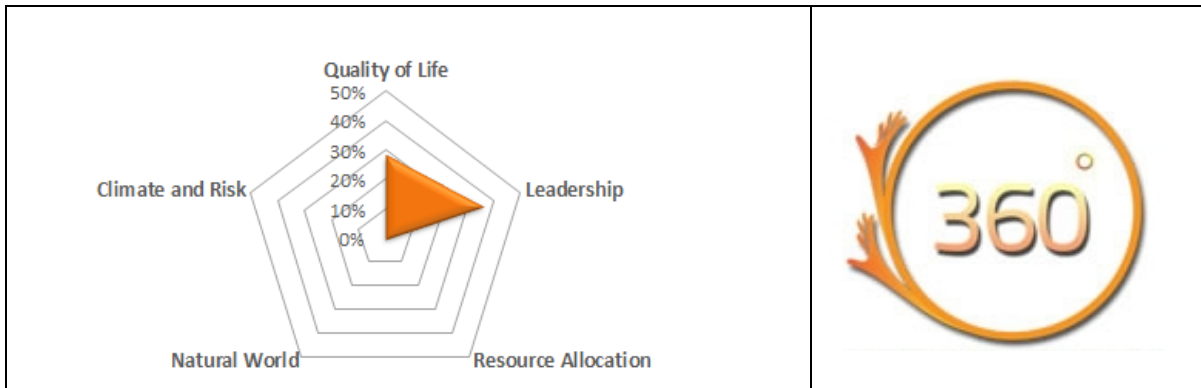 Quality of Life
50%
40%
30%
20%
10%
0%
Climate and Risk
Leadership
Natural World
Resource Allocation
360°